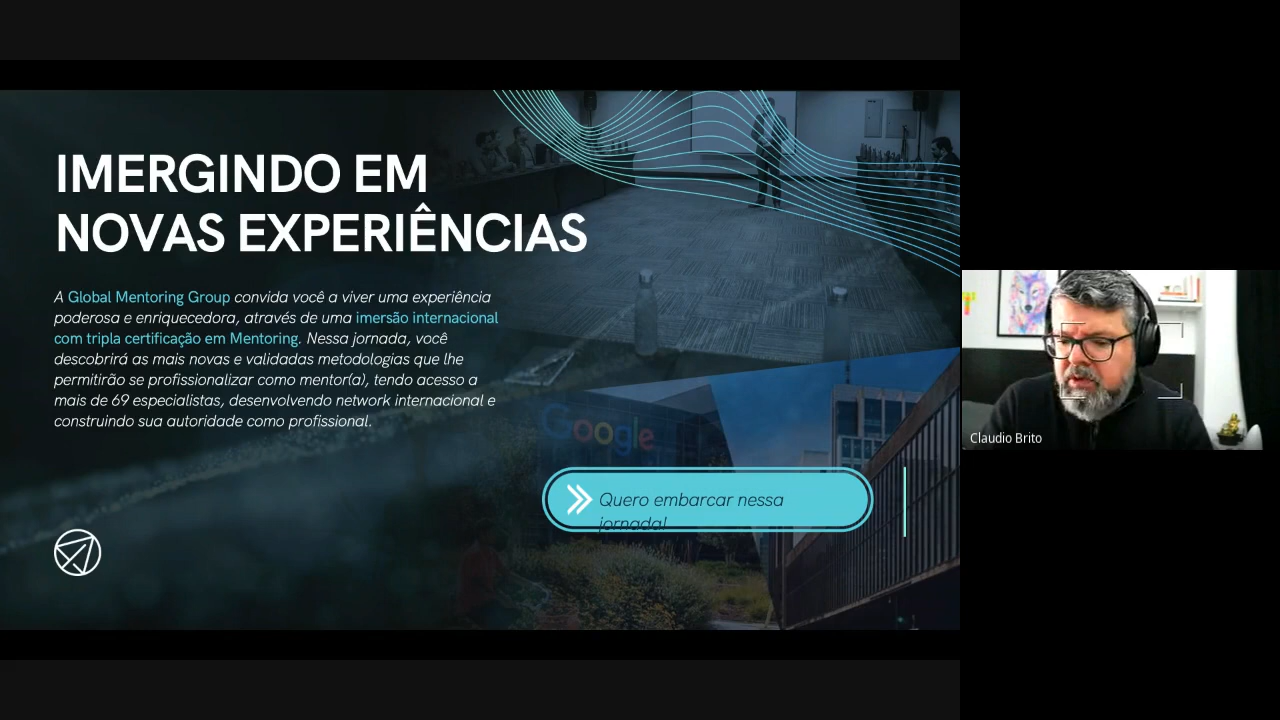 IMERGINDO EM
NOVAS EXPERIÊNCIAS
A Global Mentoring Group convida você a viver uma experiência
poderosa e enriquecedora, através de uma imersão internacional
com tripla certificação em Mentoring. Nessa jornada, você
descobrirá as mais novas e validadas metodologias que lhe
permitirão se profissionalizar como mentor(a), tendo acesso a
mais de 69 especialistas, desenvolvendo network internacional e
construindo sua autoridade como profissional.
Google
Quero embarcar nessa
jornada!
Claudio Brito